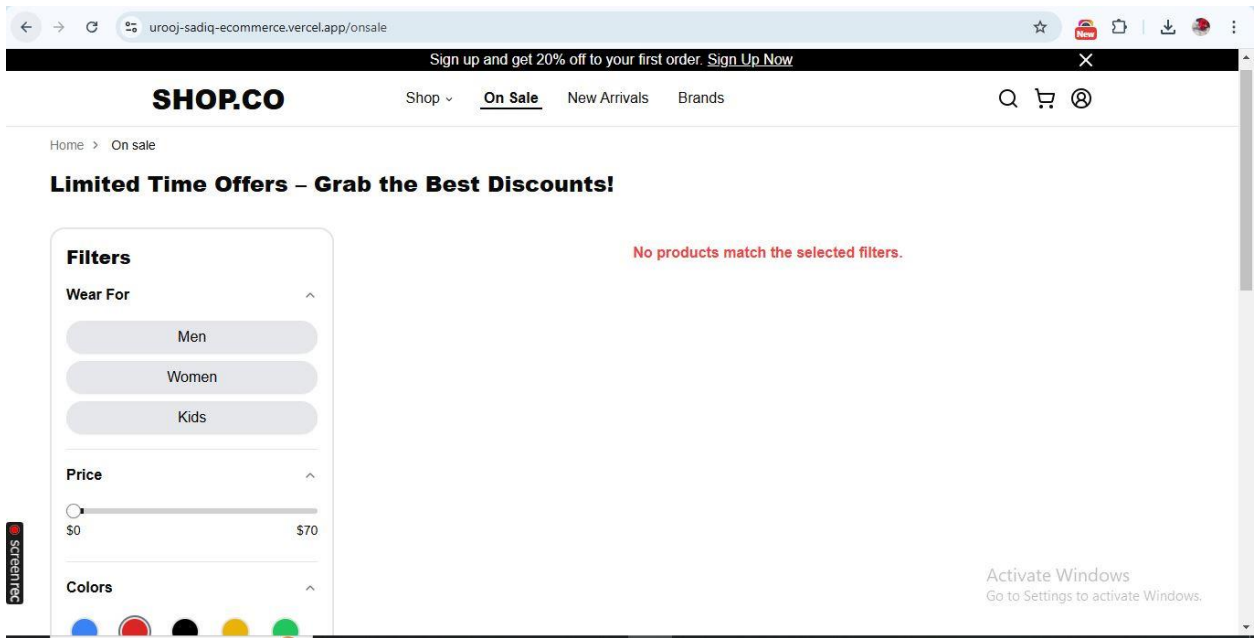 urooj-sadiq-ecommerce.vercel.app/onsale
New
Sign up and get 20% off to your first order. Sign Up Now
SHOP.CO
Shop On Sale New Arrivals Brands
Home > On sale
Limited Time Offers – Grab the Best Discounts!
Filters
No products match the selected filters.
Wear For
Men
Women
Kids
Price
$0 $70
Colors
screenrec
Activate Windows
Go to Settings to activate Windows.